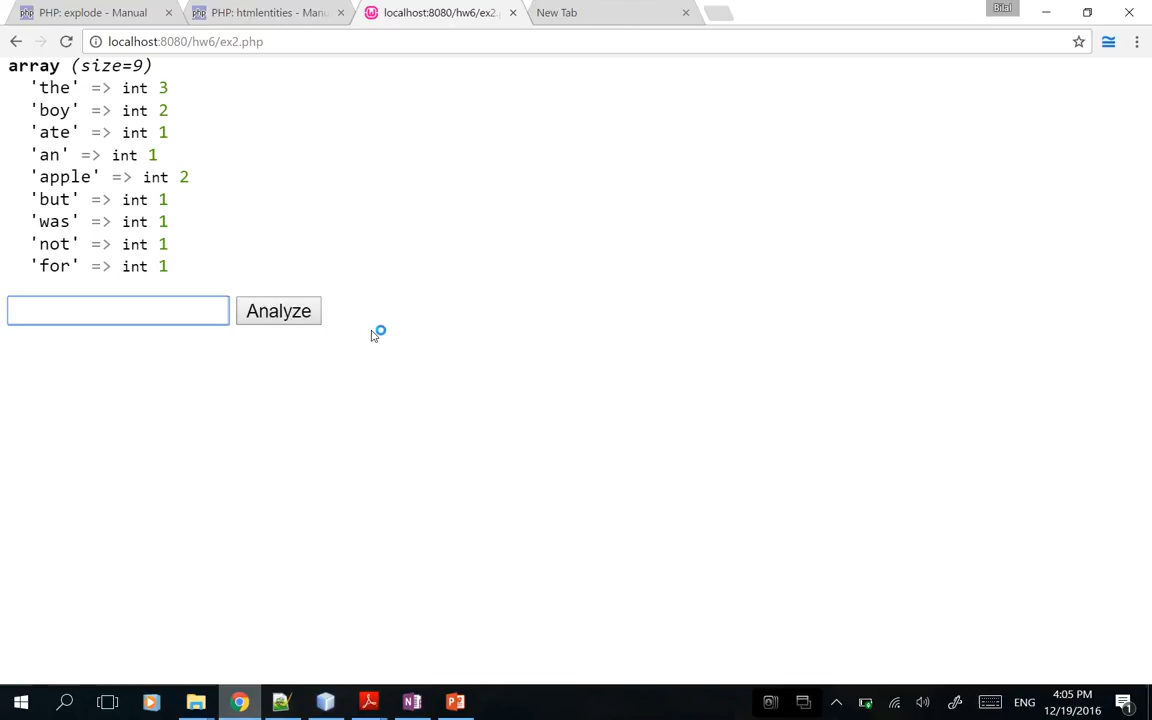 PHP: explode - Manual
PHP: htmlentities - Manu
localhost:8080/hw6/ex2.
New Tab
Bilal
localhost:8080/hw6/ex2.php
array (size=9)
'the' => int 3
'boy' => int 2
'ate' => int 1
'an' => int 1
'apple' => int 2
'but' => int 1
'was' => int 1
'not' => int 1
'for' => int 1
Analyze
ENG
4:05 PM
12/19/2016